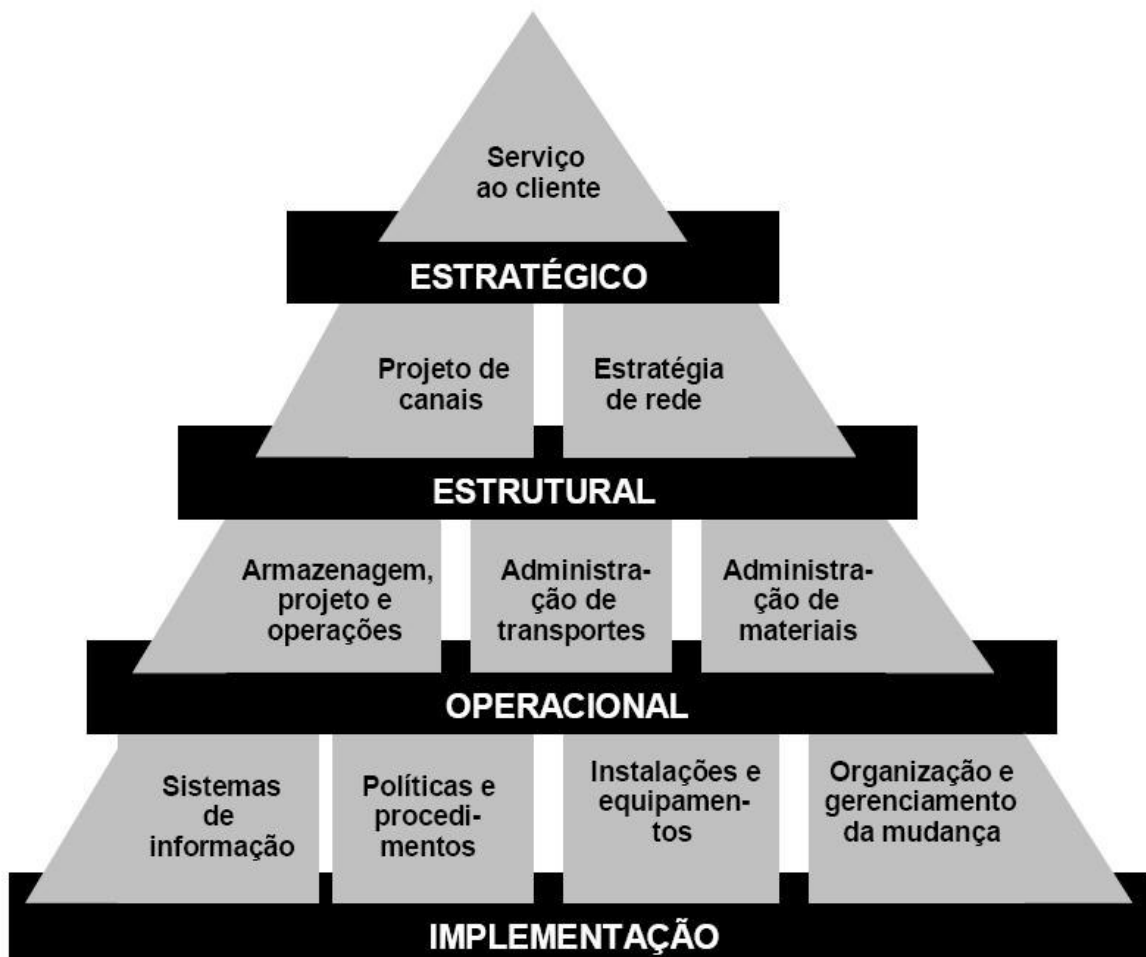 Serviço
ao cliente
ESTRATÉGICO
Projeto de
canais
Estratégia
de rede
ESTRUTURAL
Armazenagem,
projeto e
operações
Administra-
ção de
transportes
Administra-
ção de
materiais
OPERACIONAL
Sistemas
de
informação
Políticas e
procedi-
mentos
Instalações e
equipamen-
tos
Organização e
gerenciamento
da mudança
IMPLEMENTAÇÃO